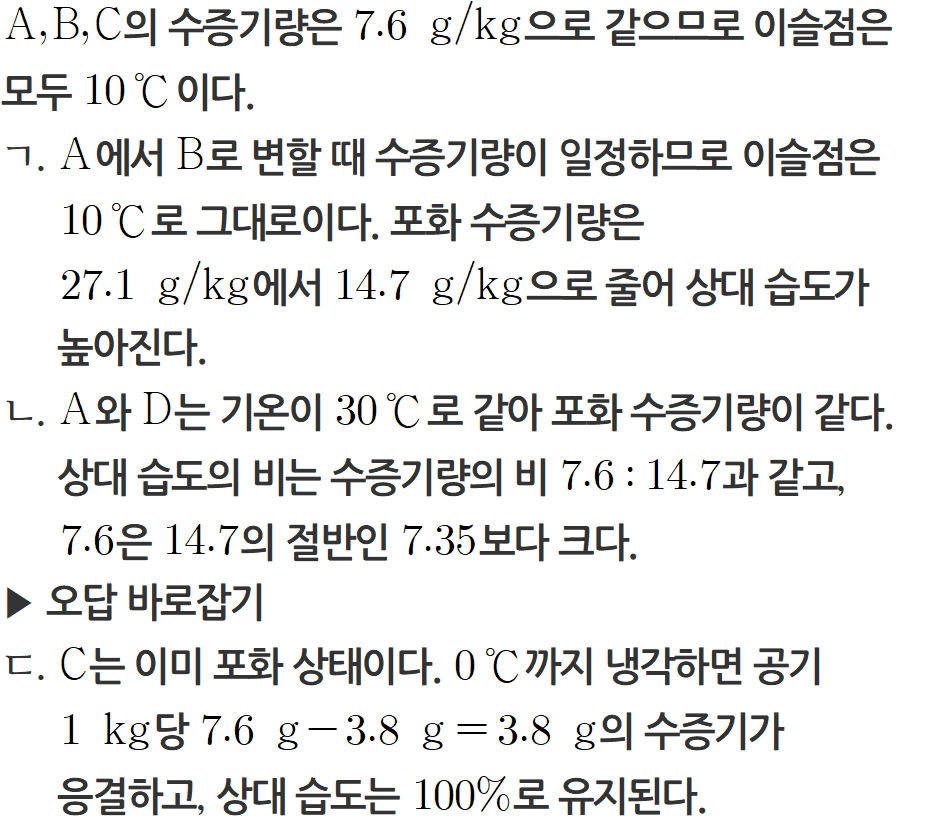 A,B,C의 수증기량은 7.6 g/kg으로 같으므로 이슬점은
모두 10℃이다.
ㄱ. A에서 B로 변할 때 수증기량이 일정하므로 이슬점은
10℃로 그대로이다. 포화 수증기량은
27.1 g/kg에서 14.7 g/kg으로 줄어 상대 습도가
높아진다.
ㄴ. A와 D는 기온이 30℃로 같아 포화 수증기량이 같다.
상대 습도의 비는 수증기량의 비 7.6 : 14.7과 같고,
7.6은 14.7의 절반인 7.35보다 크다.
▶ 오답 바로잡기
ㄷ. C는 이미 포화 상태이다. 0℃까지 냉각하면 공기
1 kg당 7.6 g−3.8 g=3.8 g의 수증기가
응결하고, 상대 습도는 100%로 유지된다.